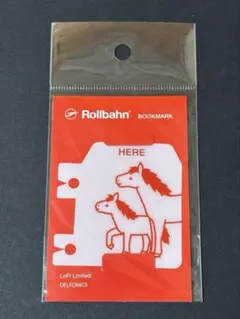 Rollbahn® BOOKMARK
HERE
Loft Limited
DELFONICS